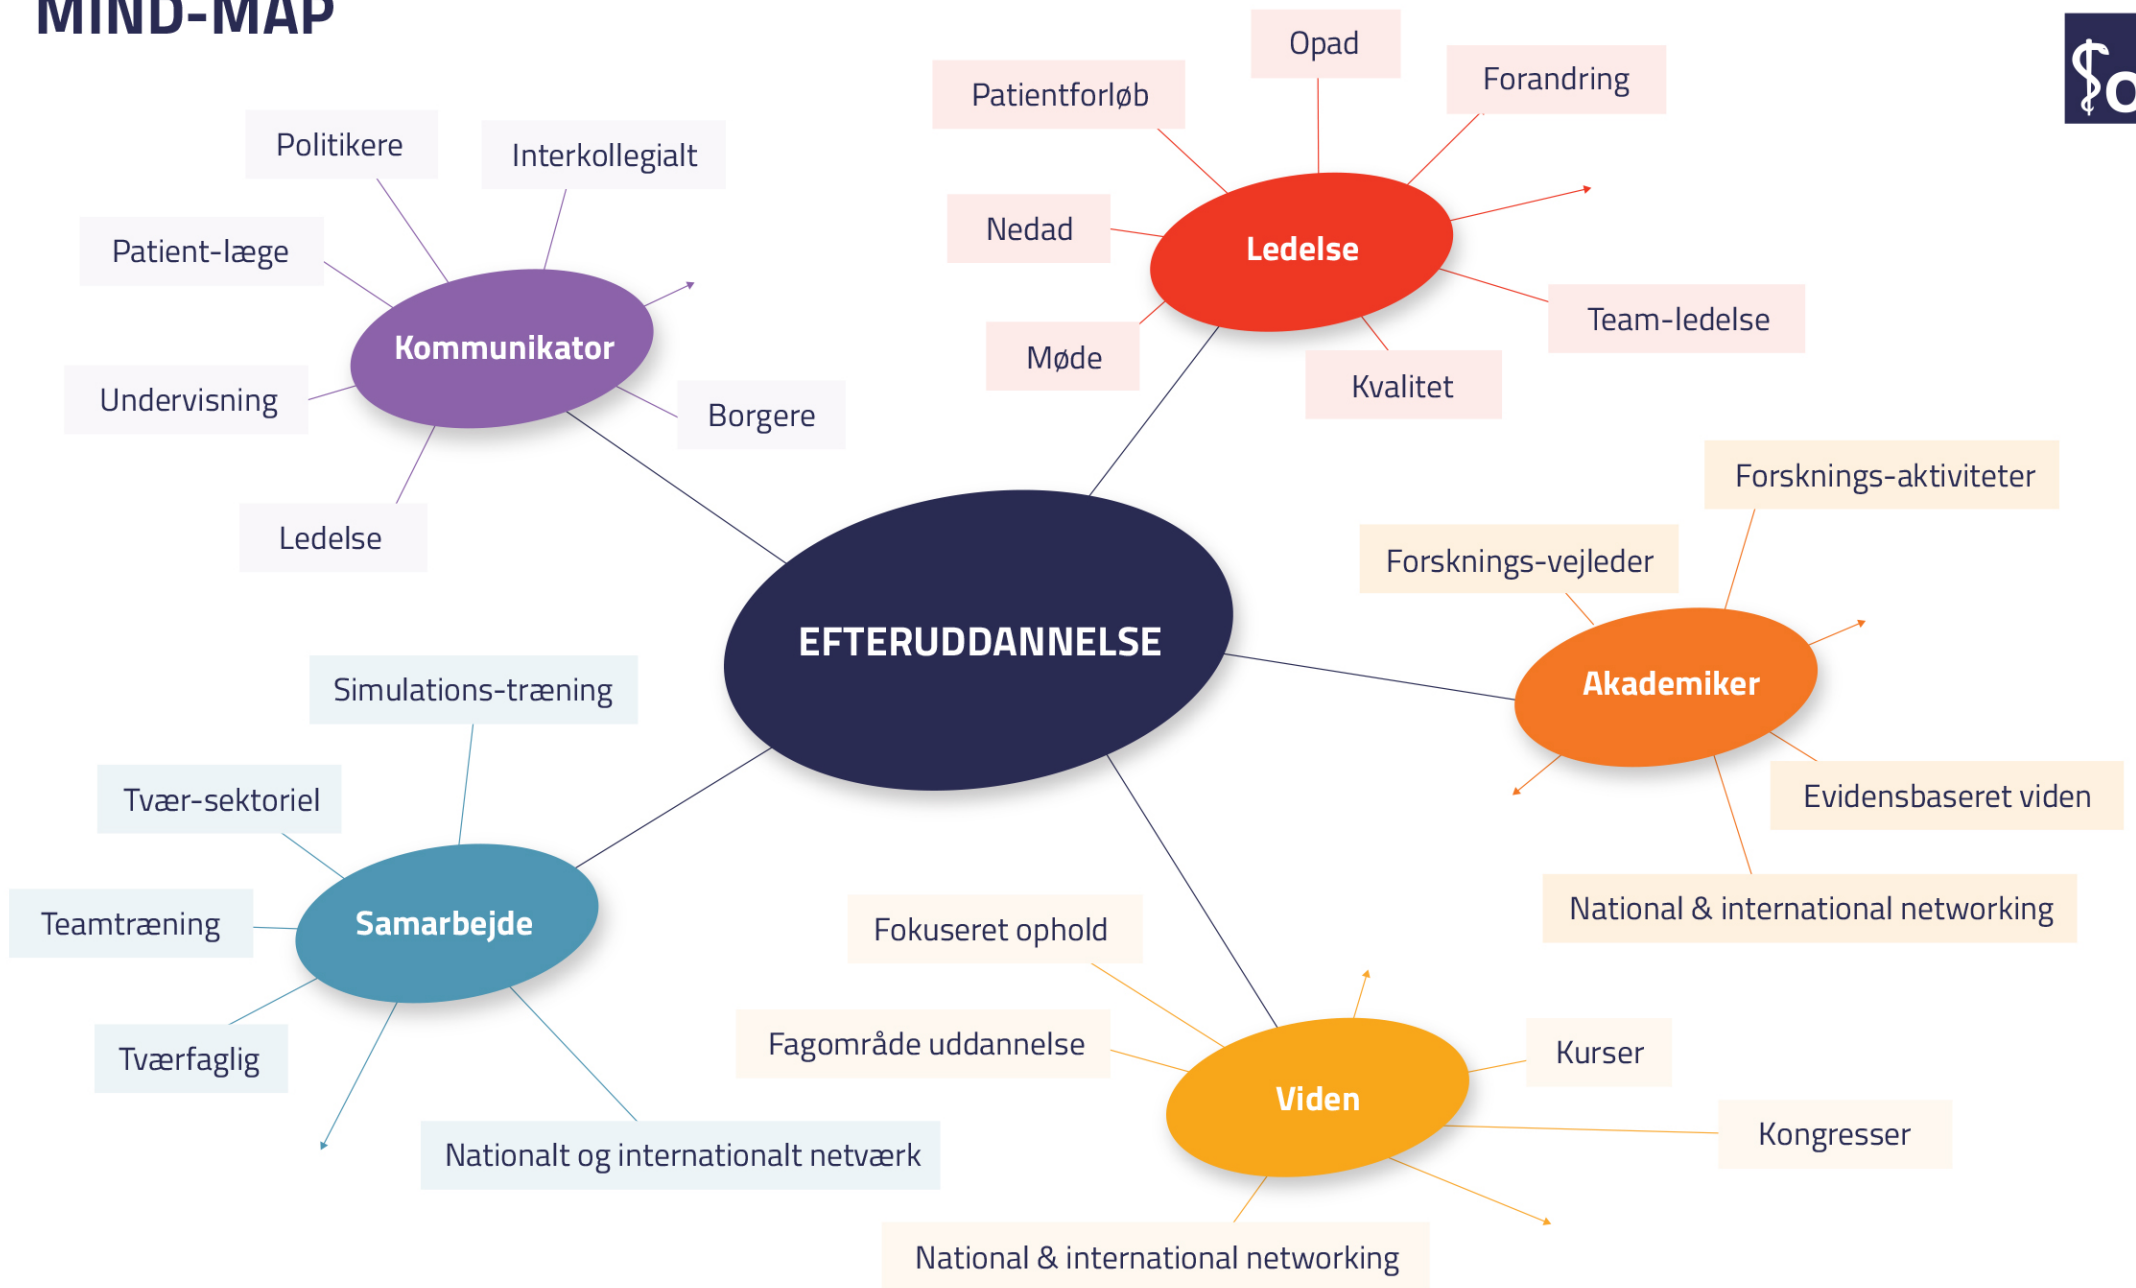 MIND-MAP
Politikere
Interkollegialt
Patient-læge
Kommunikator
Undervisning
Borgere
Ledelse
Opad
Patientforløb
Forandring
Nedad
Ledelse
Team-ledelse
Møde
Kvalitet
EFTERUDDANNELSE
Forsknings-aktiviteter
Forsknings-vejleder
Akademiker
Evidensbaseret viden
National & international networking
Simulations-træning
Tvær-sektoriel
Teamtræning
Samarbejde
Tværfaglig
Nationalt og internationalt netværk
Fokuseret ophold
Fagområde uddannelse
Viden
Kurser
Kongresser
National & international networking